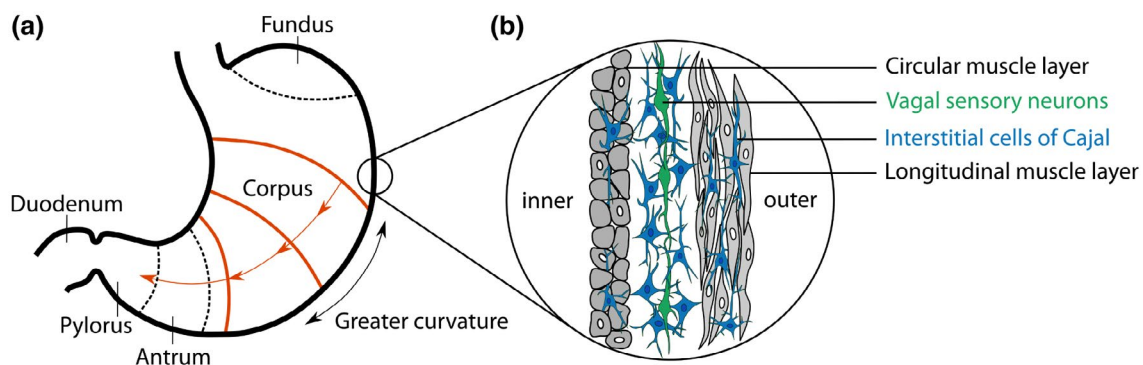 (a)
Fundus
Corpus
Duodenum
Pylorus
Antrum
Greater curvature
(b)
inner
outer
Circular muscle layer
Vagal sensory neurons
Interstitial cells of Cajal
Longitudinal muscle layer